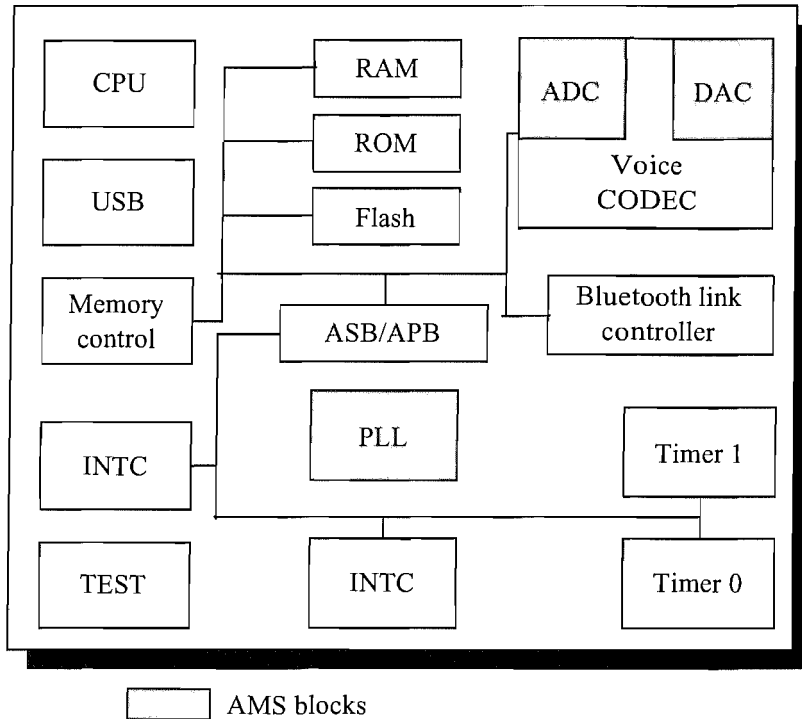 CPU
RAM
ADC
DAC
ROM
Voice
CODEC
USB
Flash
Memory
control
ASB/APB
Bluetooth link
controller
INTC
PLL
Timer 1
TEST
INTC
Timer 0
AMS blocks